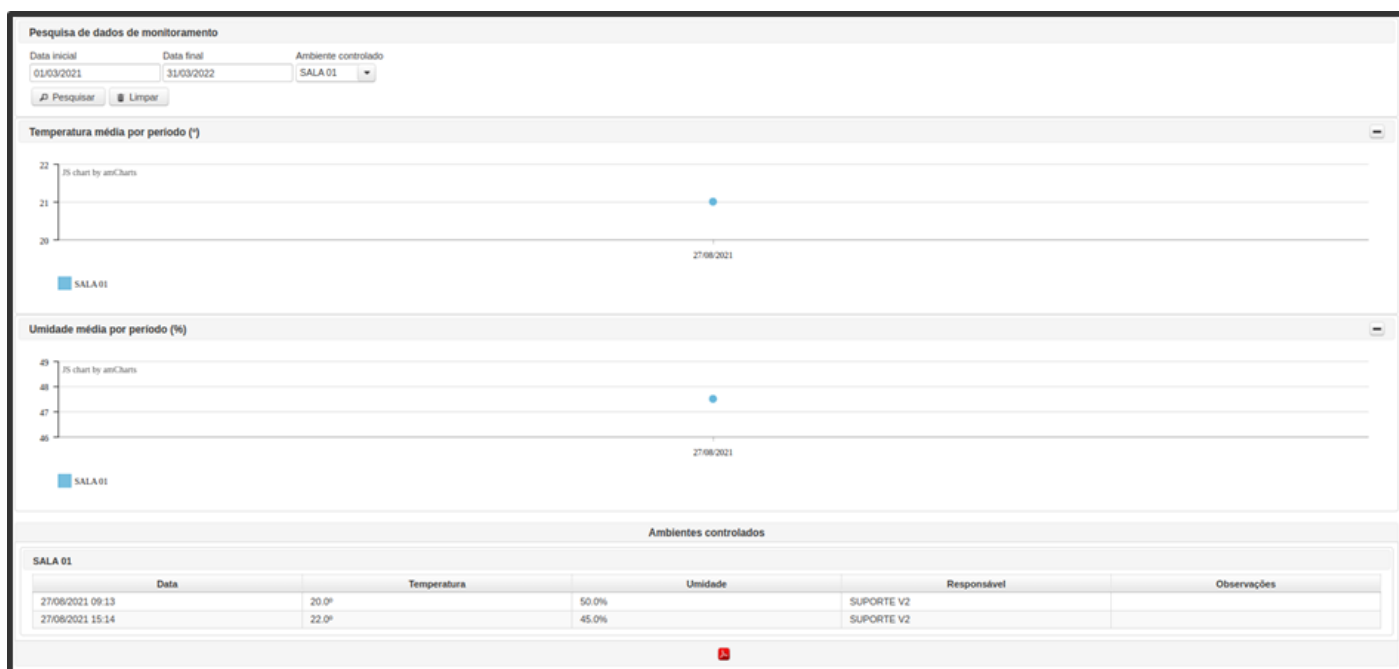 Pesquisa de dados de monitoramento
Data inicial Data final Ambiente controlado
01/03/2021 31/03/2022 SALA 01
Pesquisar Limpar
Temperatura média por período (º)
22
JS chart by amCharts
21
20
27/08/2021
SALA 01
Umidade média por período (%)
49
JS chart by amCharts
48
47
46
27/08/2021
SALA 01
Ambientes controlados
SALA 01
Data Temperatura Umidade Responsável Observações
27/08/2021 09:13 20.0º 50.0% SUPORTE V2
27/08/2021 15:14 22.0º 45.0% SUPORTE V2